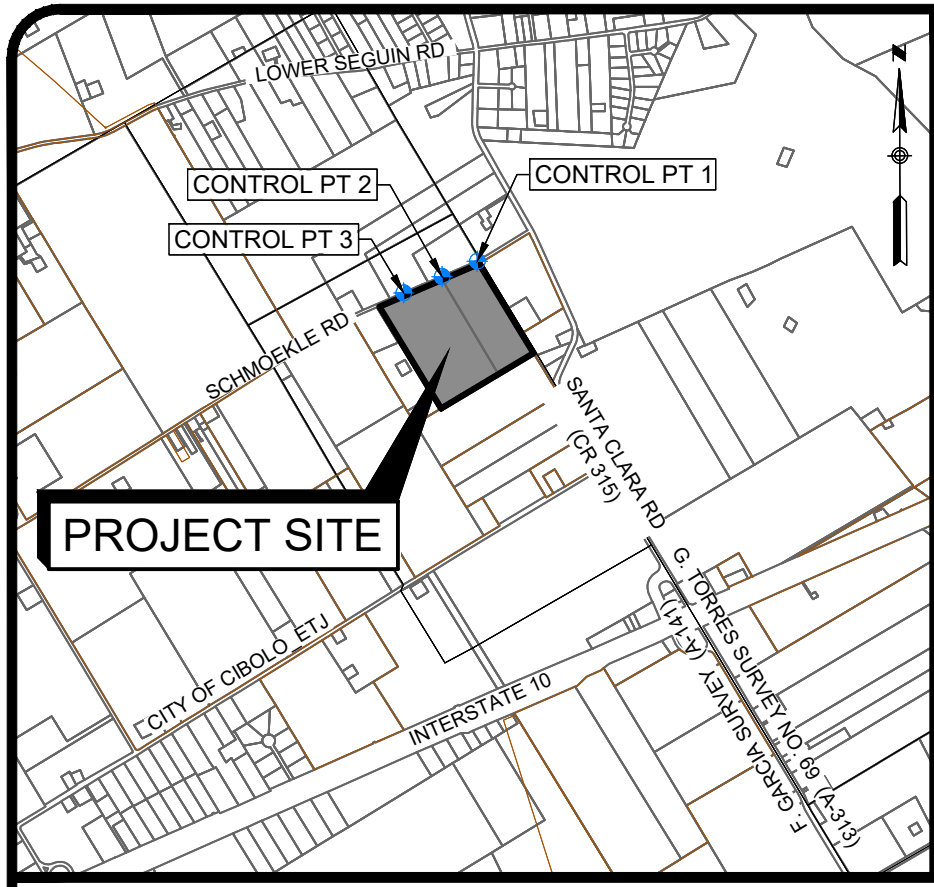 LOWER SEGUIN RD
N
CONTROL PT 2
CONTROL PT 1
CONTROL PT 3
SCHMOEKLE RD
SANTA CLARA RD
(CR 315)
PROJECT SITE
CITY OF CIBOLO ETJ
INTERSTATE 10
G. TORRES SURVEY NO. 69 (A-313)
F. GARCIA SURVEY (A-141)